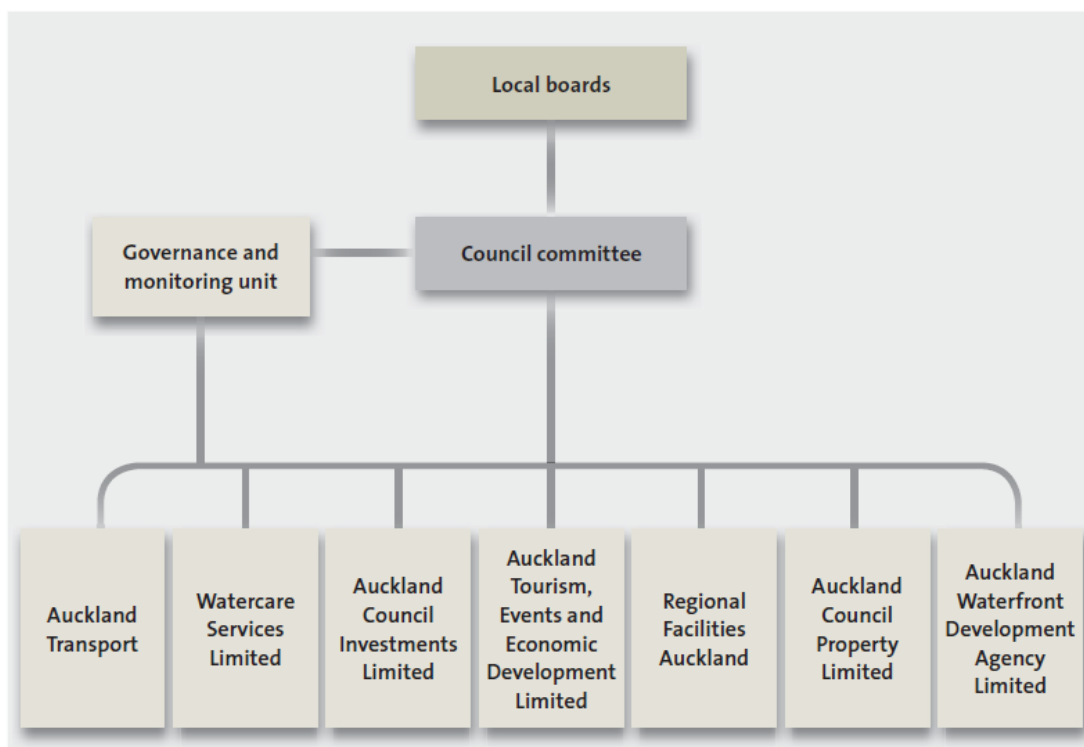 Local boards
Governance and
monitoring unit
Council committee
Auckland
Transport
Watercare
Services
Limited
Auckland
Council
Investments
Limited
Auckland
Tourism,
Events and
Economic
Development
Limited
Regional
Facilities
Auckland
Auckland
Council
Property
Limited
Auckland
Waterfront
Development
Agency
Limited